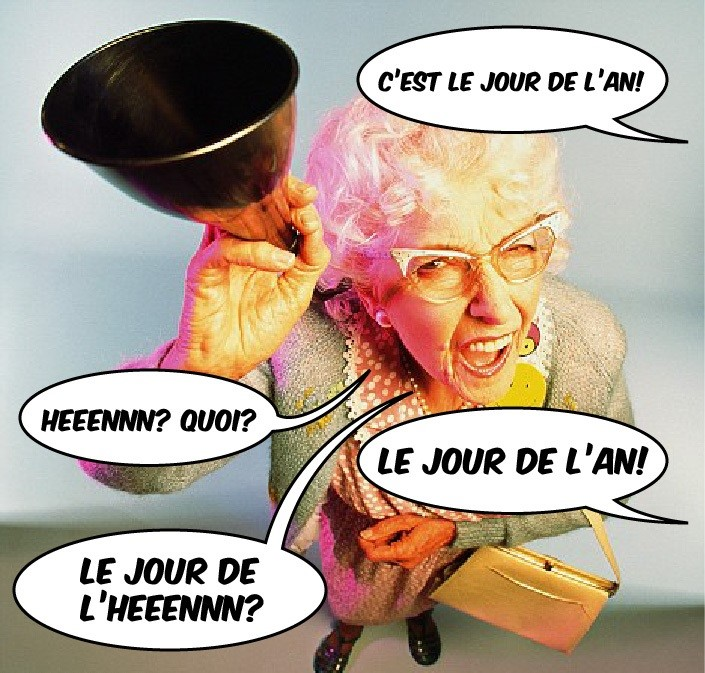 C'EST LE JOUR DE L'AN!
HEEENNN? QUOI?
LE JOUR DE L'AN!
LE JOUR DE
L'HEEENNN?